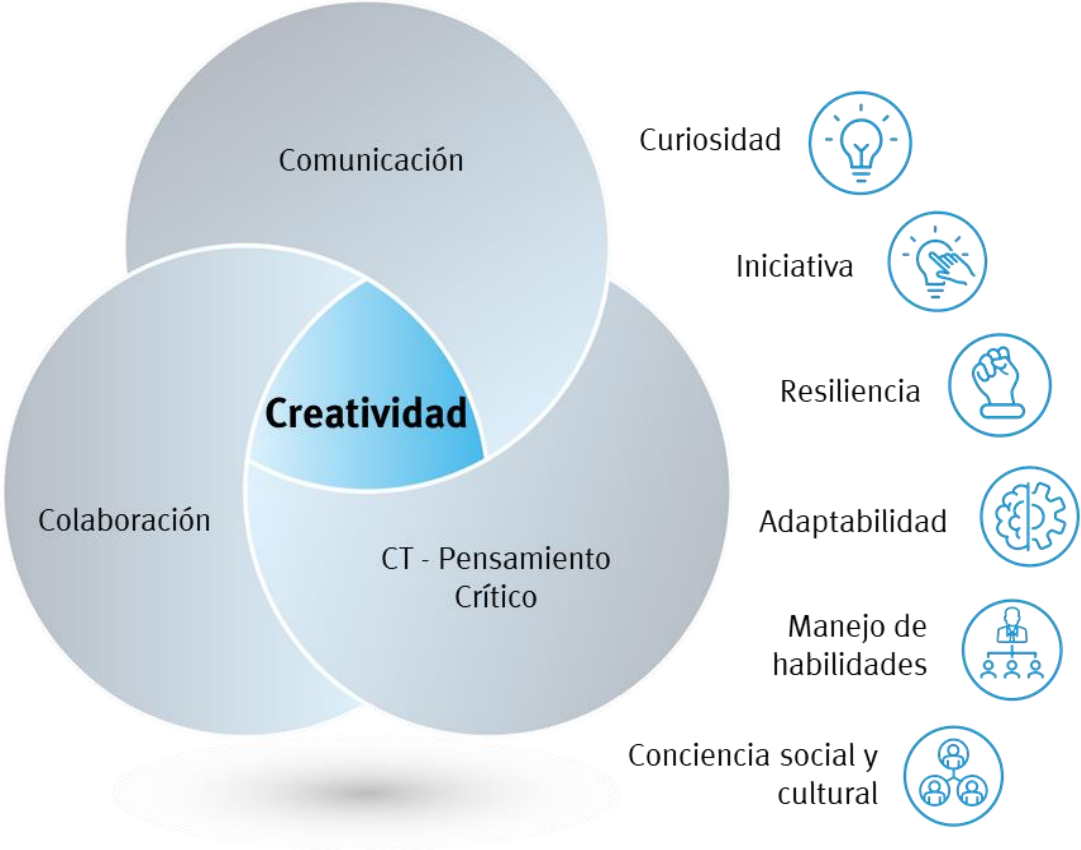 Comunicación
Creatividad
Colaboración
CT - Pensamiento
Crítico
Curiosidad
Iniciativa
Resiliencia
Adaptabilidad
Manejo de
habilidades
Conciencia social y
cultural